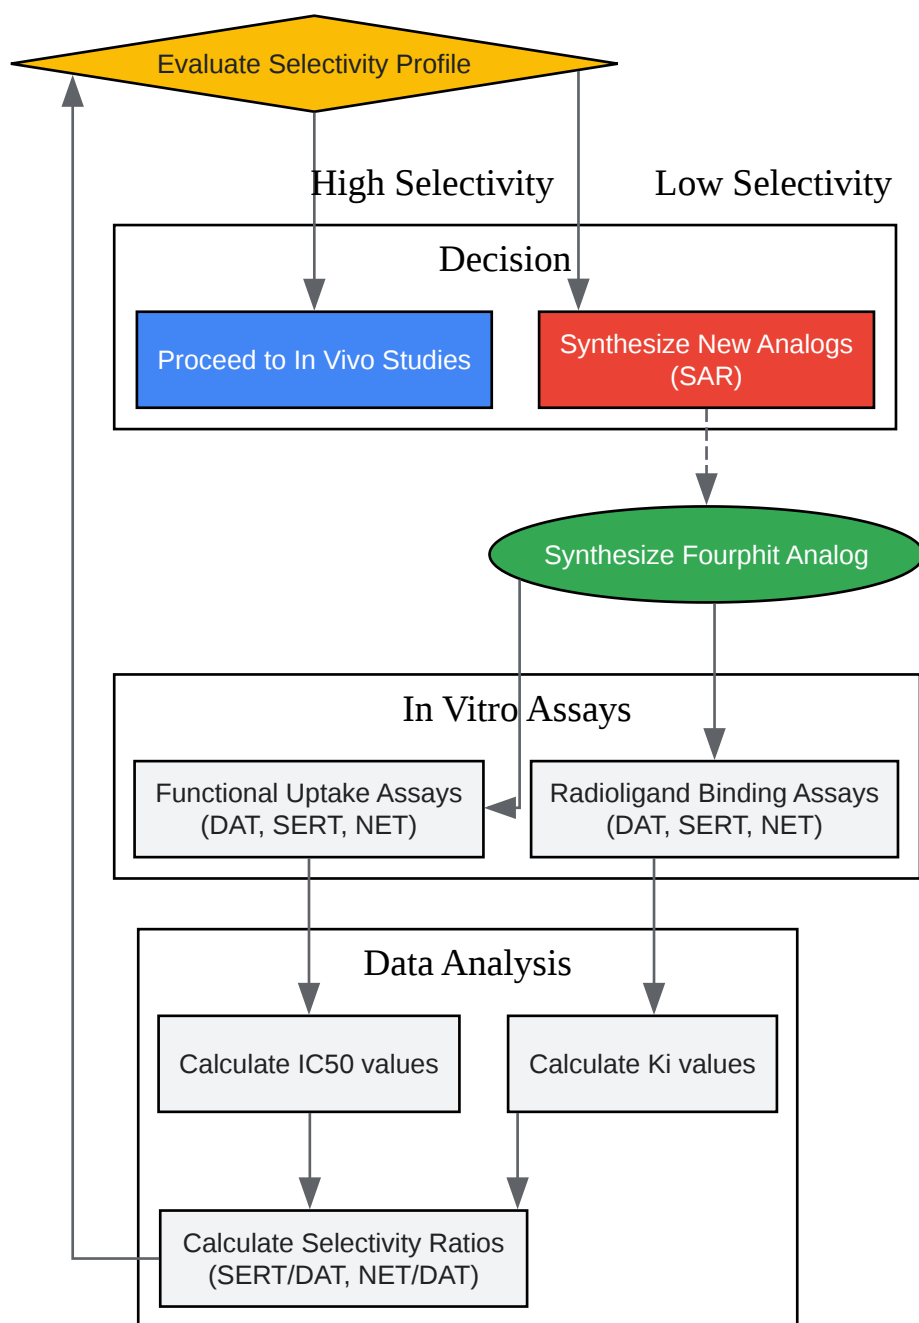 Evaluate Selectivity Profile
High Selectivity
Low Selectivity
Decision
Proceed to In Vivo Studies
Synthesize New Analogs
(SAR)
Synthesize Fourphit Analog
In Vitro Assays
Functional Uptake Assays
(DAT, SERT, NET)
Radioligand Binding Assays
(DAT, SERT, NET)
Data Analysis
Calculate IC50 values
Calculate Ki values
Calculate Selectivity Ratios
(SERT/DAT, NET/DAT)